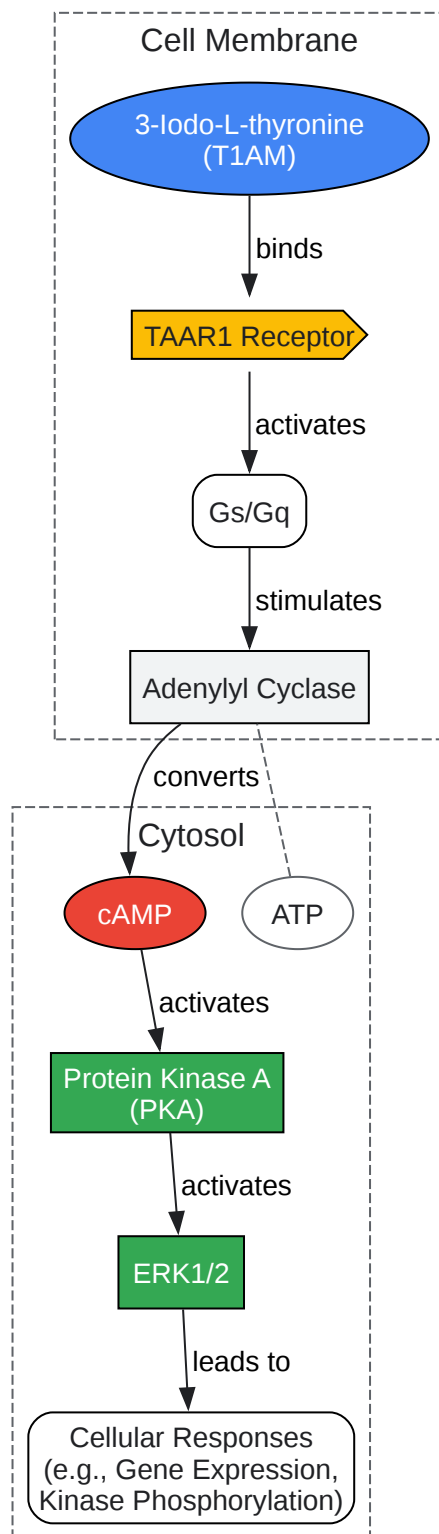 Cell Membrane
3-Iodo-L-thyronine
(T1AM)
binds
TAAR1 Receptor
activates
Gs/Gq
stimulates
Adenylyl Cyclase
converts
Cytosol
cAMP
ATP
activates
Protein Kinase A
(PKA)
activates
ERK1/2
leads to
Cellular Responses
(e.g., Gene Expression,
Kinase Phosphorylation)